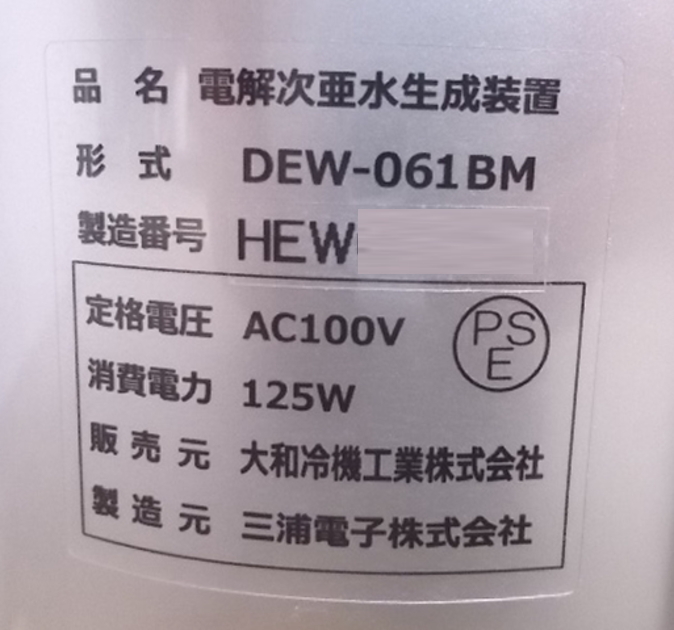 品名 電解次亜水生成装置
形式 DEW-061BM
製造番号 HEW
定格電圧 AC100V
PS
E
消費電力 125W
販売元 大和冷機工業株式会社
製造元 三浦電子株式会社